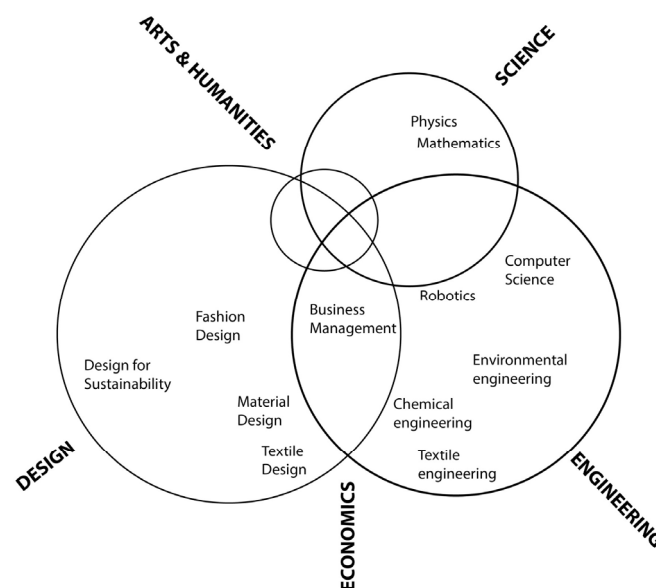 ARTS & HUMANITIES
SCIENCE
Physics
Mathematics
Computer
Science
Robotics
Business
Management
Fashion
Design
Design for
Sustainability
Environmental
engineering
Material
Design
Chemical
engineering
Textile
Design
Textile
engineering
DESIGN
ECONOMICS
ENGINEERING